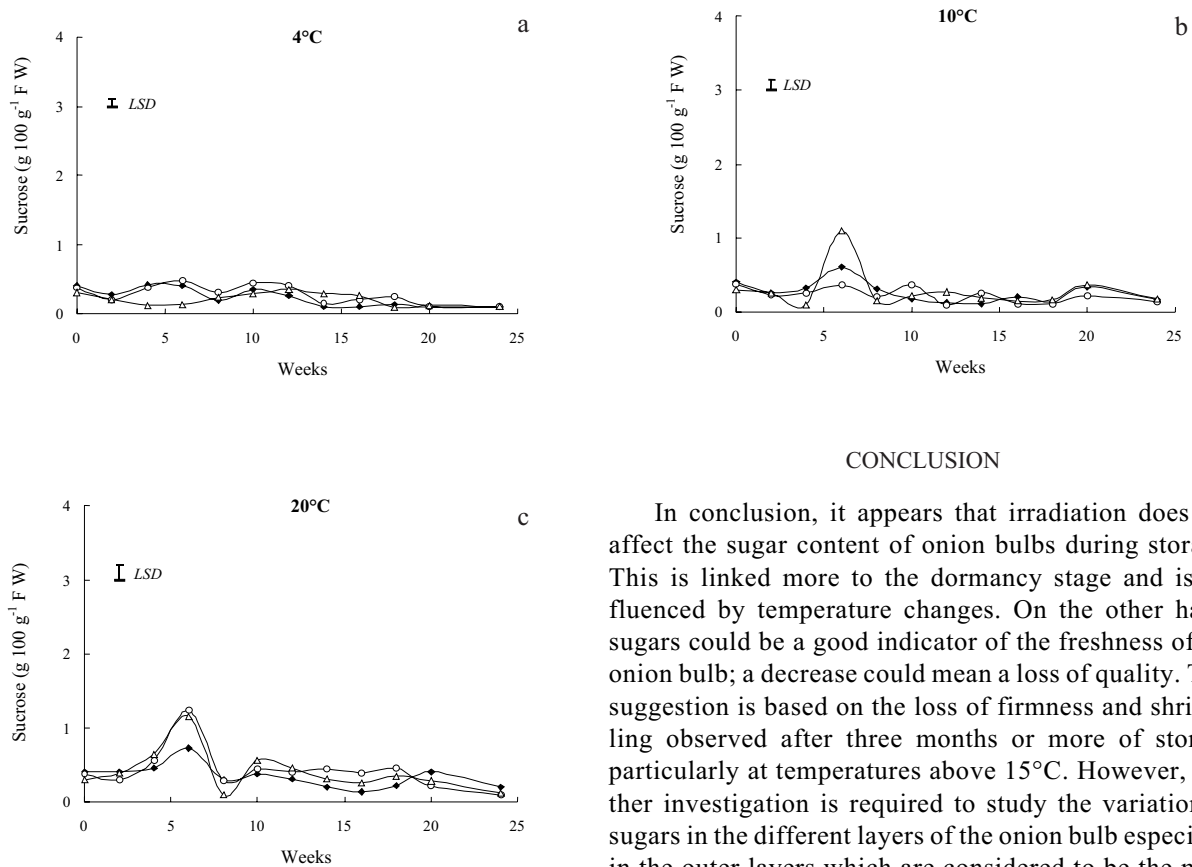 4°C
a
Sucrose (g 100 g⁻¹ F W)
4
3
2
1
0
LSD
0 5 10 15 20 25
Weeks
10°C
b
Sucrose (g 100 g⁻¹ F W)
4
3
2
1
0
LSD
0 5 10 15 20 25
Weeks
20°C
c
Sucrose (g 100 g⁻¹ F W)
4
3
2
1
0
LSD
0 5 10 15 20 25
Weeks
CONCLUSION
In conclusion, it appears that irradiation does
affect the sugar content of onion bulbs during
This is linked more to the dormancy stage and is
fluenced by temperature changes. On the other
sugars could be a good indicator of the freshness of
onion bulb; a decrease could mean a loss of quality.
suggestion is based on the loss of firmness and
ling observed after three months or more of
particularly at temperatures above 15°C. However,
ther investigation is required to study the variation
sugars in the different layers of the onion bulb
in the outer layers which are considered to be the